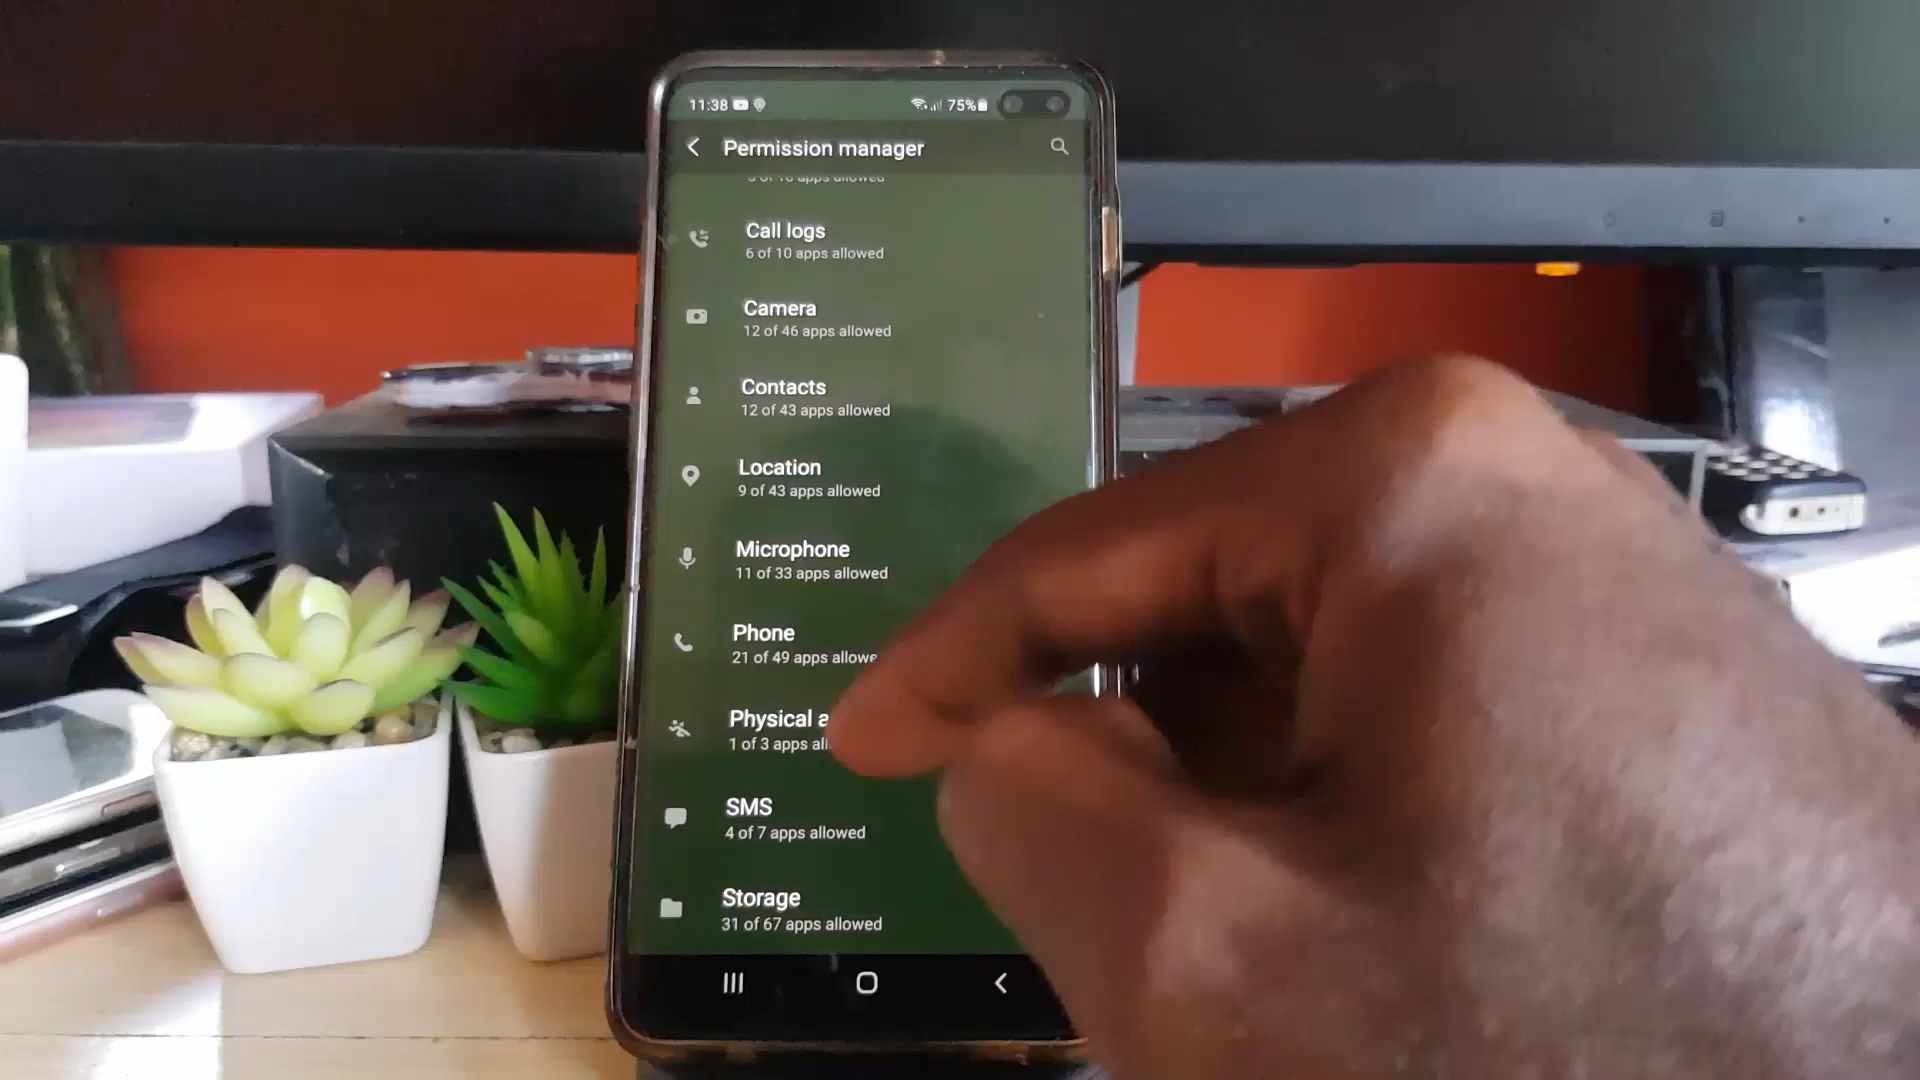 11:38
75%
Permission manager
apps allowed
Call logs
6 of 10 apps allowed
Camera
12 of 46 apps allowed
Contacts
12 of 43 apps allowed
Location
9 of 43 apps allowed
Microphone
11 of 33 apps allowed
Phone
21 of 49 apps allowe
Physical a
1 of 3 apps all
SMS
4 of 7 apps allowed
Storage
31 of 67 apps allowed